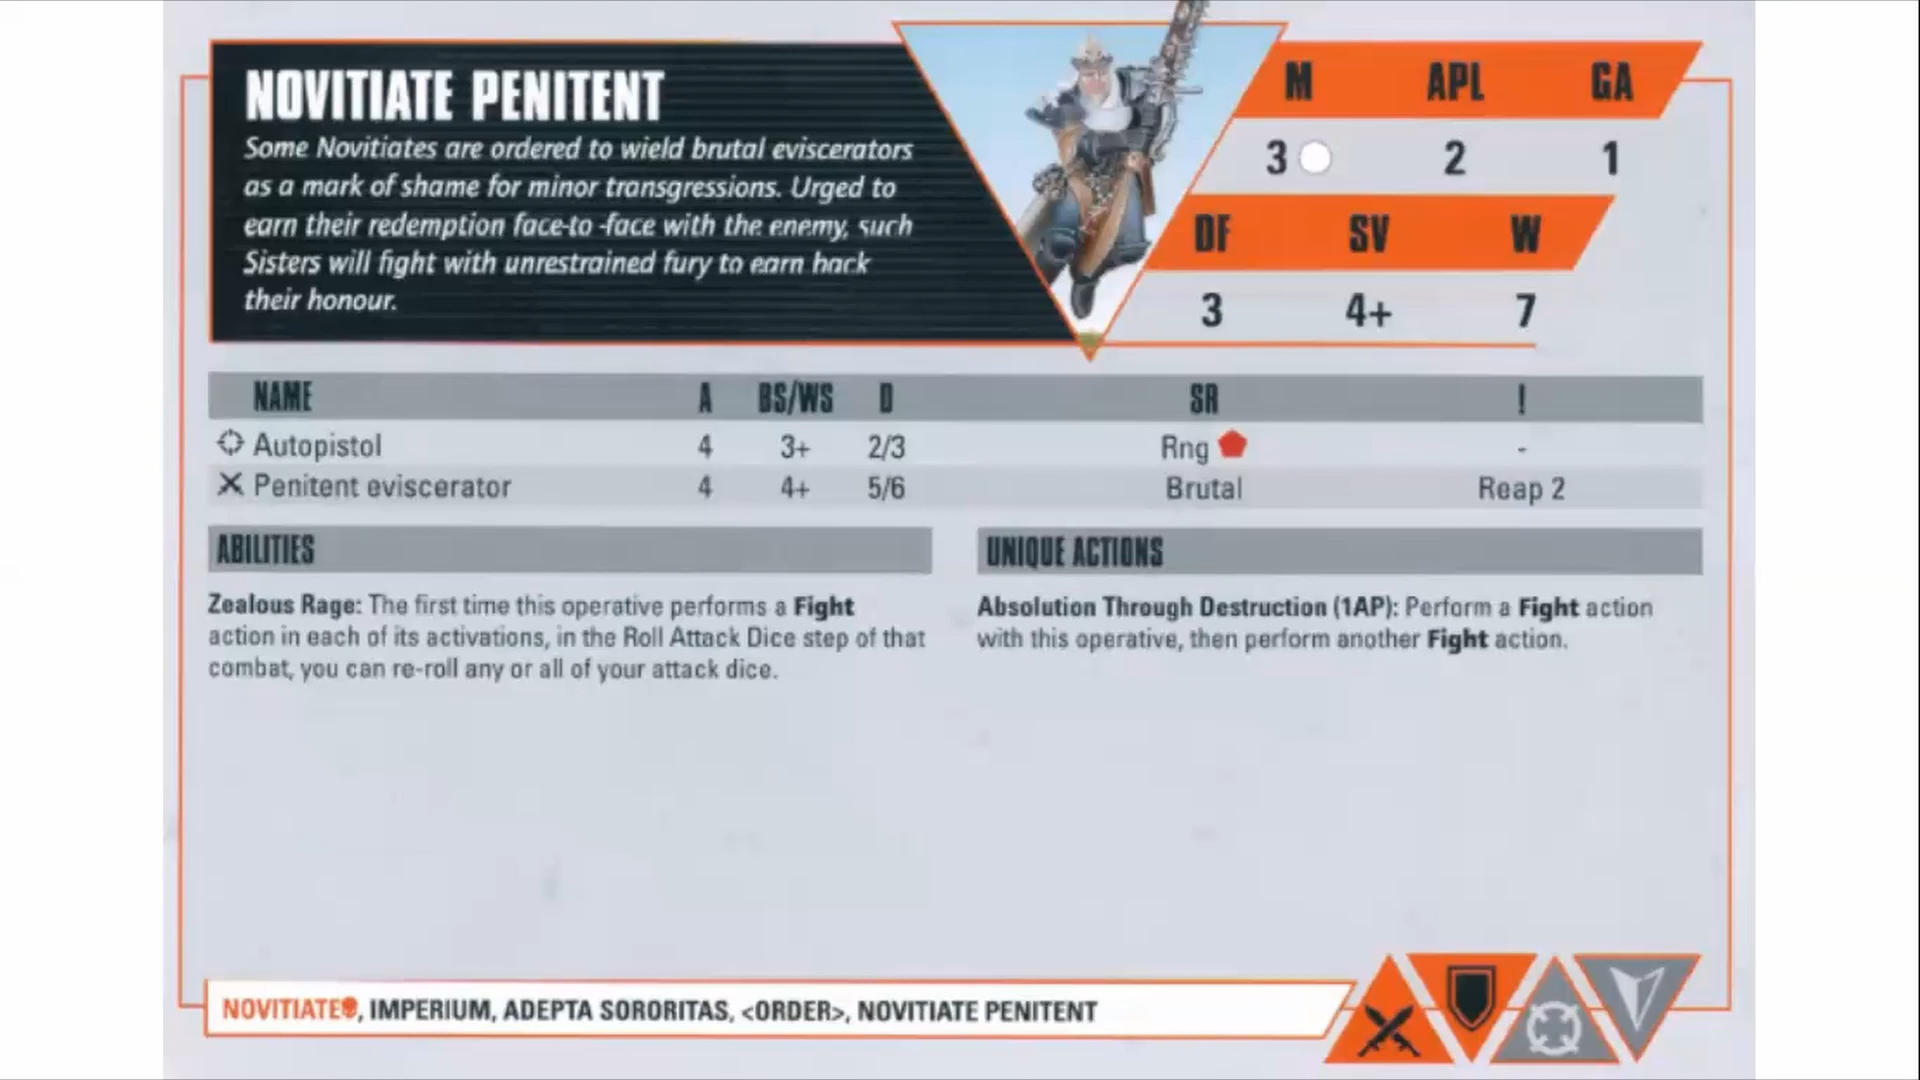 NOVITIATE PENITENT
Some Novitiates are ordered to wield brutal eviscerators
as a mark of shame for minor transgressions. Urged to
earn their redemption face-to -face with the enemy, such
Sisters will fight with unrestrained fury to earn back
their honour.
M APL GA
3 2 1
DF SV W
3 4+ 7
NAME A BS/WS D SR !
Autopistol 4 3+ 2/3 Rng -
Penitent eviscerator 4 4+ 5/6 Brutal Reap 2
ABILITIES
Zealous Rage: The first time this operative performs a Fight
action in each of its activations, in the Roll Attack Dice step of that
combat, you can re-roll any or all of your attack dice.
UNIQUE ACTIONS
Absolution Through Destruction (1AP): Perform a Fight action
with this operative, then perform another Fight action.
NOVITIATE, IMPERIUM, ADEPTA SORORITAS, <ORDER>, NOVITIATE PENITENT